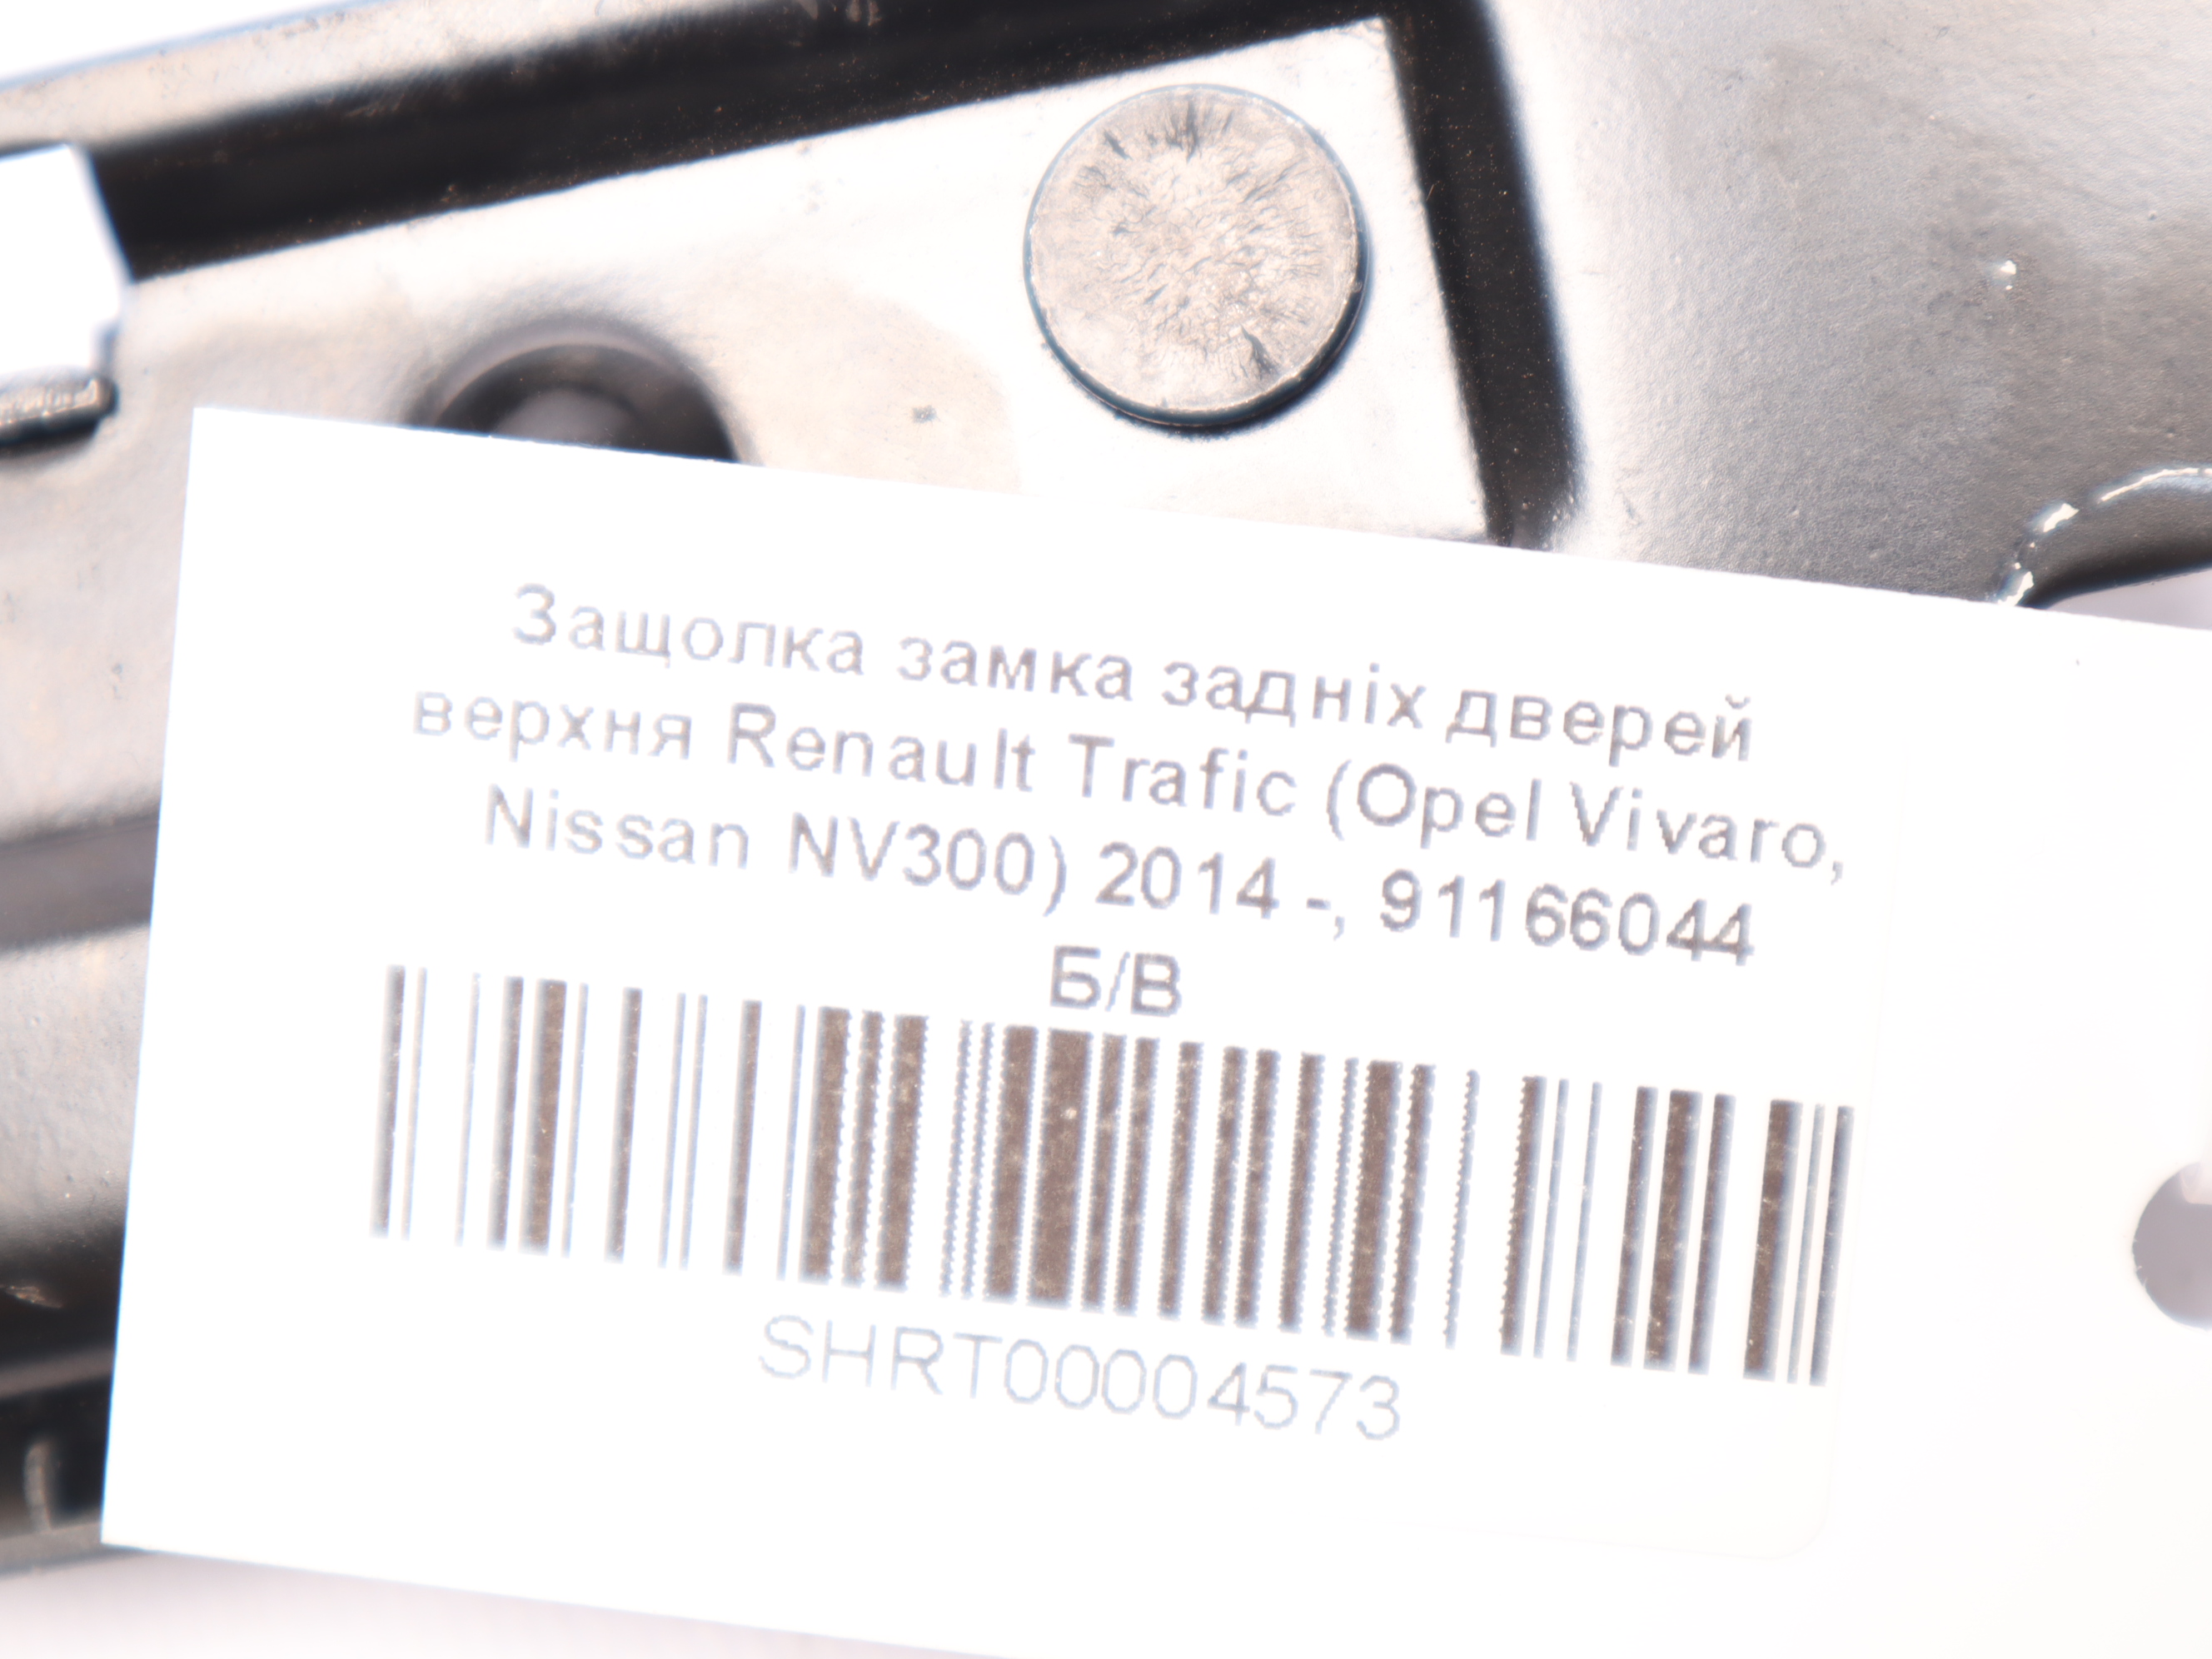 Защолка замка задніх дверей
верхня Renault Trafic (Opel Vivaro,
Nissan NV300) 2014 -, 91166044
Б/В
SHRT00004573